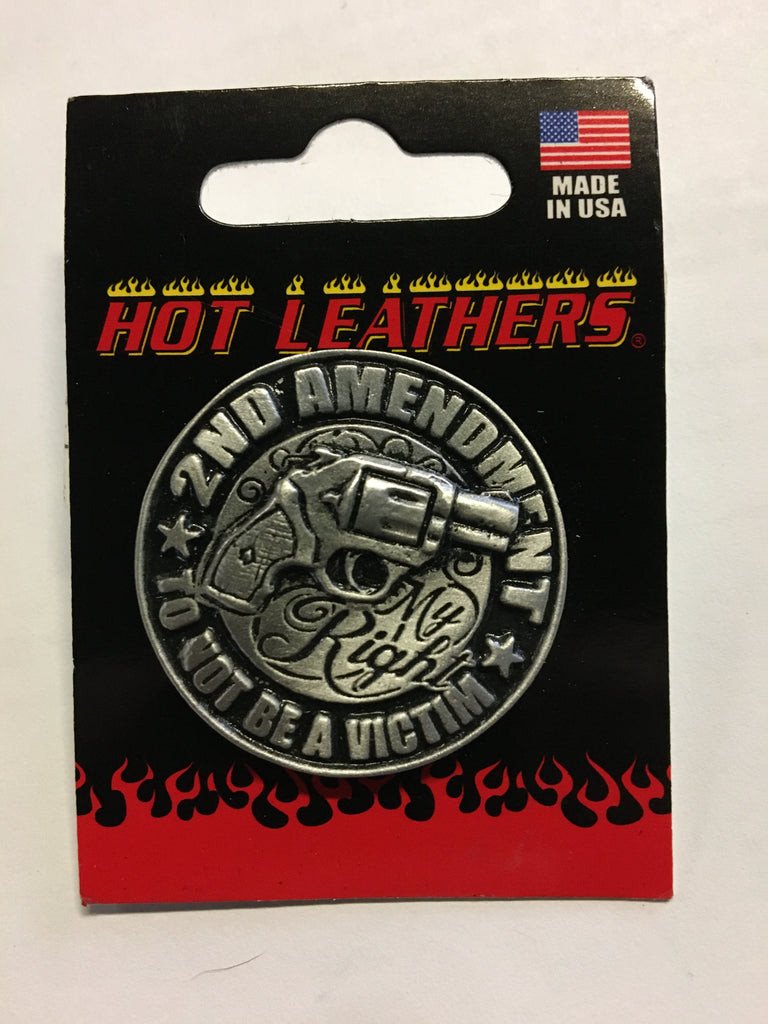 MADE
IN USA
HOT LEATHERS®
2ND AMENDMENT
My
Right
TO NOT BE A VICTIM